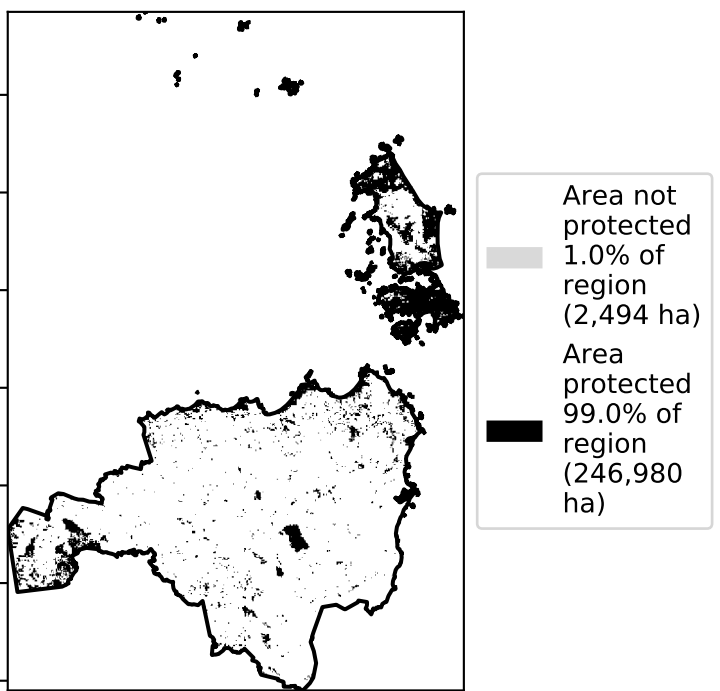 Area not
protected
1.0% of
region
(2,494 ha)
Area
protected
99.0% of
region
(246,980
ha)